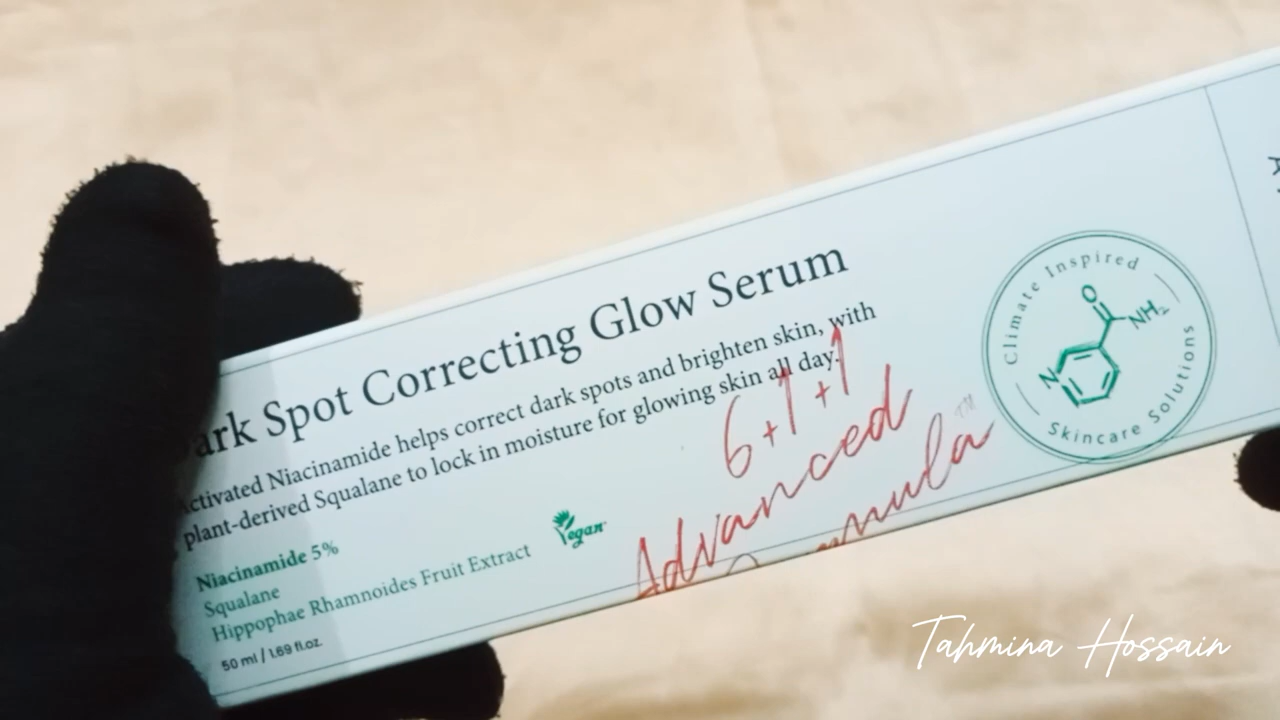 ark Spot Correcting Glow Serum
Activated Niacinamide helps correct dark spots and brighten skin, with
plant-derived Squalane to lock in moisture for glowing skin all day.
6+1+1
Advanced
TM
Niacinamide 5%
Squalane
Hippophae Rhamnoides Fruit Extract
Vegan
50 ml / 1.69 fl.oz.
Climate Inspired
O
NH2
N
Skincare Solutions
Tahmina Hossain